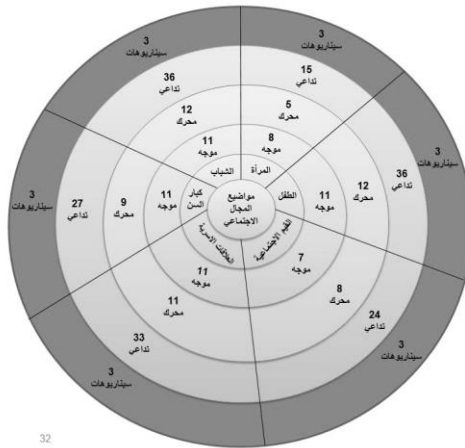 مواضيع
المجال
الاجتماعي
المرأة
8
موجه
5
محرك
15
تداعي
3
سيناريوهات
الطفل
11
موجه
12
محرك
36
تداعي
3
سيناريوهات
القيم الاجتماعية
7
موجه
8
محرك
24
تداعي
3
سيناريوهات
العلاقات الاسرية
11
موجه
11
محرك
33
تداعي
3
سيناريوهات
كبار
السن
11
موجه
9
محرك
27
تداعي
3
سيناريوهات
الشباب
11
موجه
12
محرك
36
تداعي
3
سيناريوهات
32